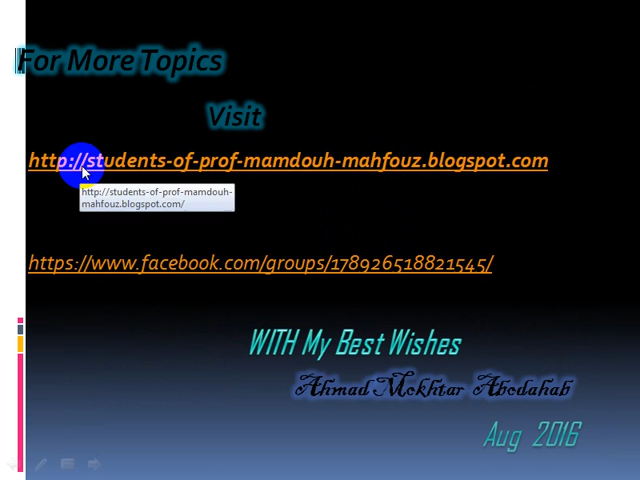 For More Topics
Visit
http://students-of-prof-mamdouh-mahfouz.blogspot.com
http://students-of-prof-mamdouh-
mahfouz.blogspot.com/
https://www.facebook.com/groups/178926518821545/
WITH My Best Wishes
Ahmad Mokhtar Abodahab
Aug 2016